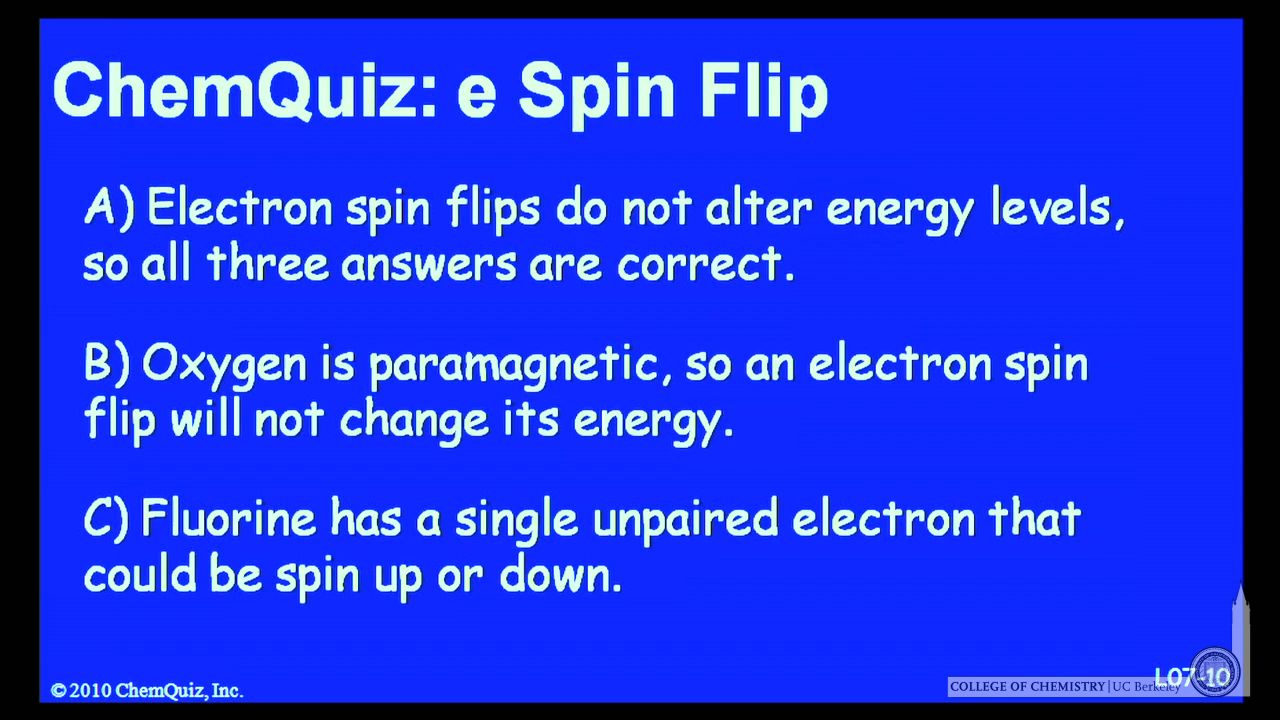 ChemQuiz: e Spin Flip
A) Electron spin flips do not alter energy levels,
so all three answers are correct.
B) Oxygen is paramagnetic, so an electron spin
flip will not change its energy.
C) Fluorine has a single unpaired electron that
could be spin up or down.
© 2010 ChemQuiz, Inc.
L07-10
COLLEGE OF CHEMISTRY | UC Berkeley